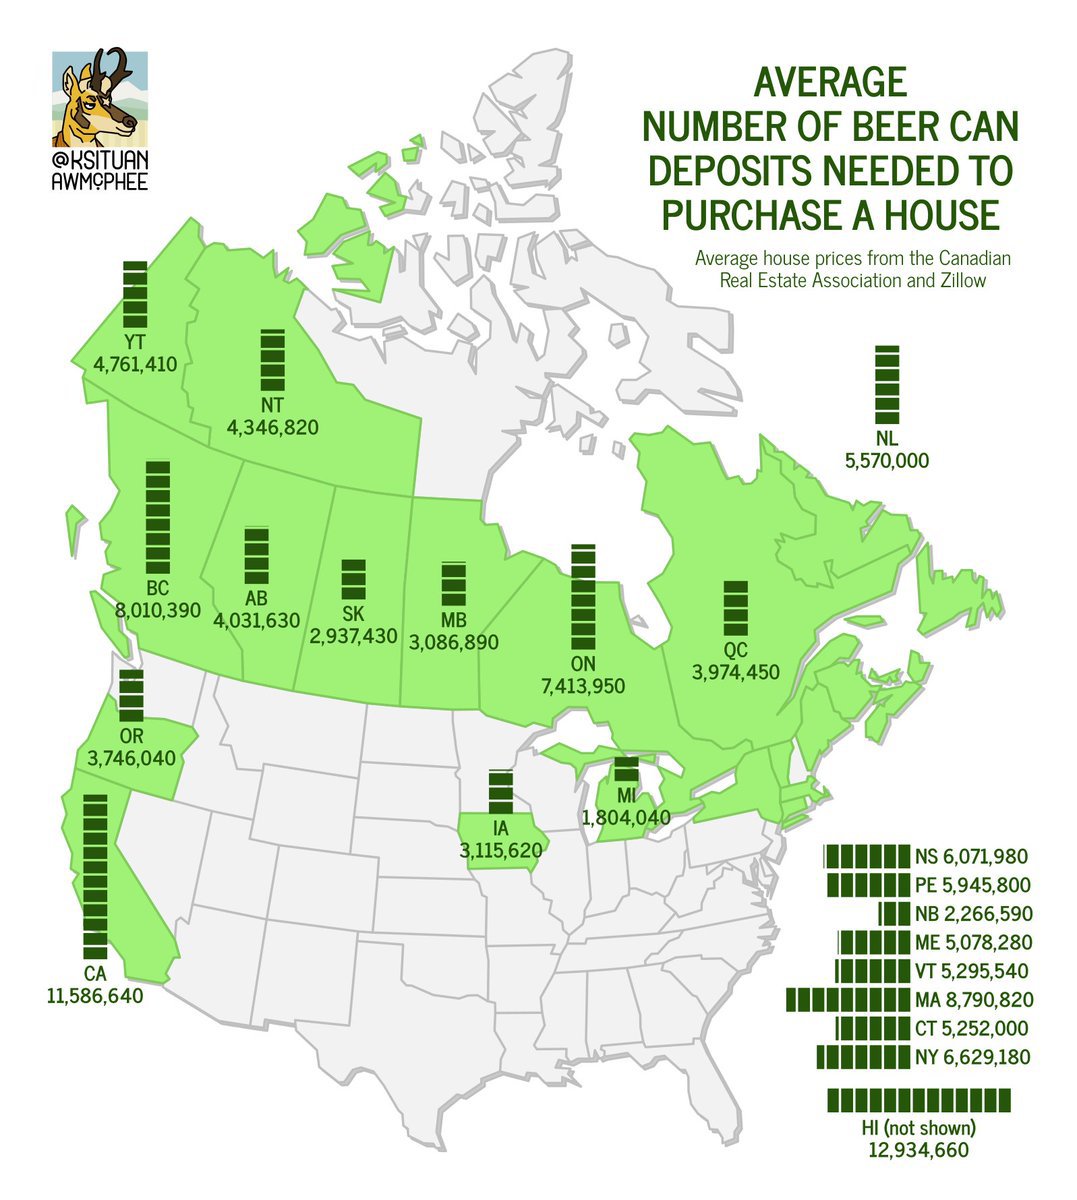 @KSITUAN
AWMCPHEE
AVERAGE
NUMBER OF BEER CAN
DEPOSITS NEEDED TO
PURCHASE A HOUSE
Average house prices from the Canadian
Real Estate Association and Zillow
YT
4,761,410
NT
4,346,820
NL
5,570,000
BC
8,010,390
AB
4,031,630
SK
2,937,430
MB
3,086,890
ON
7,413,950
QC
3,974,450
OR
3,746,040
IA
3,115,620
MI
1,804,040
CA
11,586,640
NS 6,071,980
PE 5,945,800
NB 2,266,590
ME 5,078,280
VT 5,295,540
MA 8,790,820
CT 5,252,000
NY 6,629,180
HI (not shown)
12,934,660